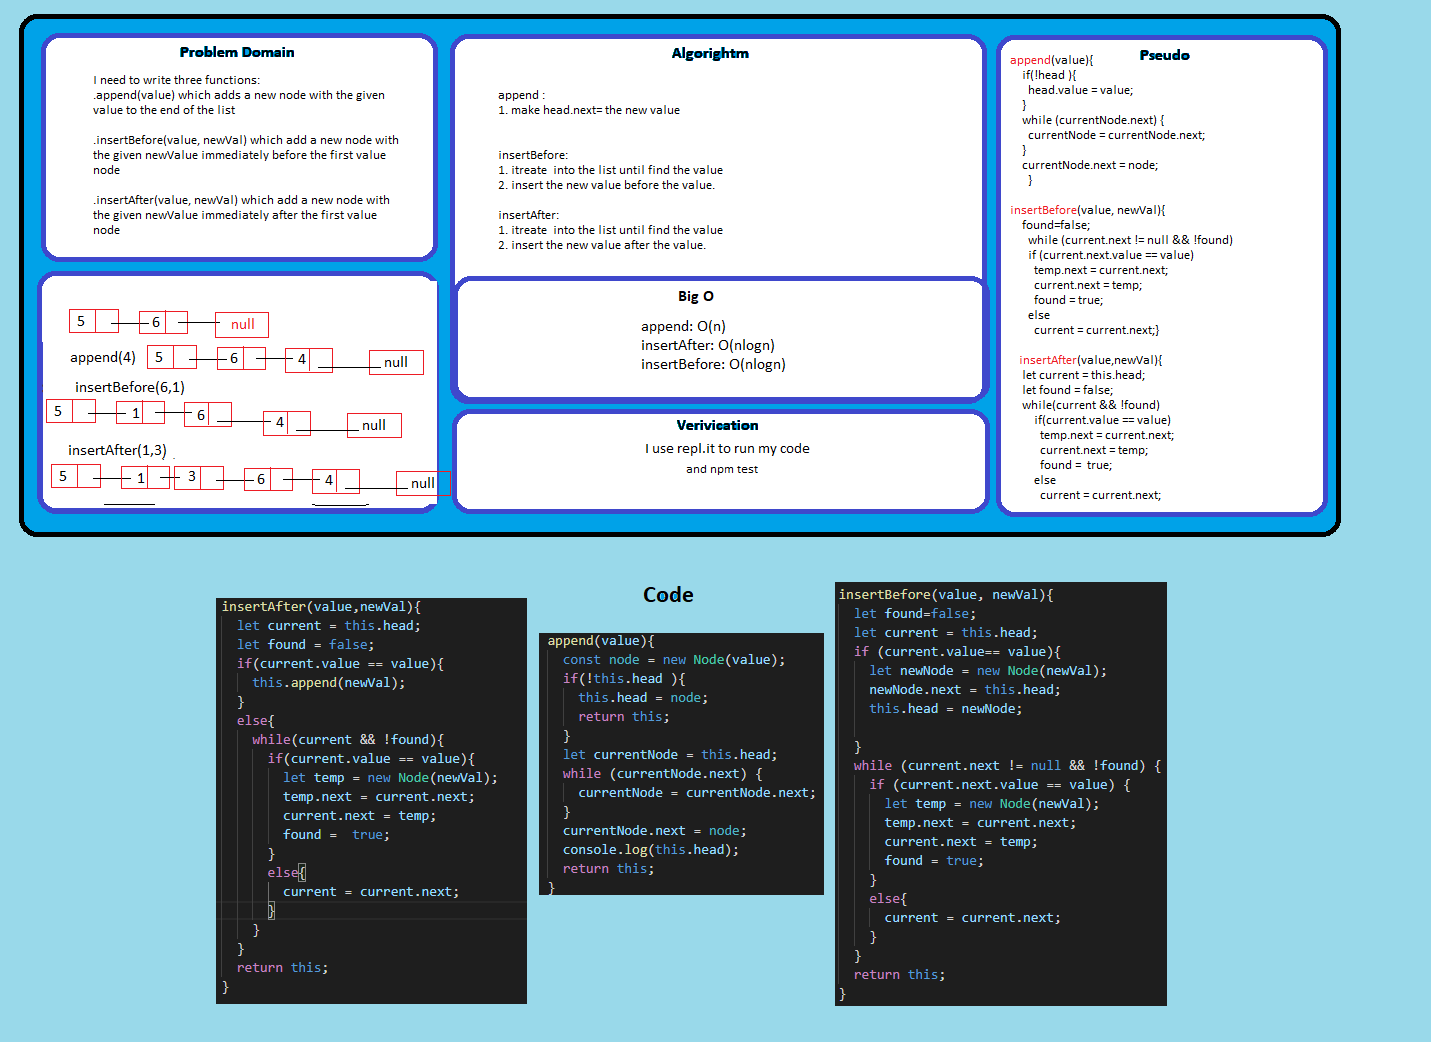 Problem Domain
I need to write three functions:
.append(value) which adds a new node with the given
value to the end of the list
.insertBefore(value, newVal) which add a new node with
the given newValue immediately before the first value
node
.insertAfter(value, newVal) which add a new node with
the given newValue immediately after the first value
node
Algorightm
append :
1. make head.next= the new value
insertBefore:
1. itreate  into the list until find the value
2. insert the new value before the value.
insertAfter:
1. itreate  into the list until find the value
2. insert the new value after the value.
Pseudo
append(value){
if(!head ){
head.value = value;
}
while (currentNode.next) {
currentNode = currentNode.next;
}
currentNode.next = node;
}
insertBefore(value, newVal){
found=false;
while (current.next != null && !found)
if (current.next.value == value)
temp.next = current.next;
current.next = temp;
found = true;
else
current = current.next;}
insertAfter(value,newVal){
let current = this.head;
let found = false;
while(current && !found)
if(current.value == value)
temp.next = current.next;
current.next = temp;
found =  true;
else
current = current.next;
5 6 null
append(4) 5 6 4 null
insertBefore(6,1)
5 1 6 4 null
insertAfter(1,3) .
5 1 3 6 4 null
Big O
append: O(n)
insertAfter: O(nlogn)
insertBefore: O(nlogn)
Verivication
I use repl.it to run my code
and npm test
Code
insertAfter(value,newVal){
let current = this.head;
let found = false;
if(current.value == value){
this.append(newVal);
}
else{
while(current && !found){
if(current.value == value){
let temp = new Node(newVal);
temp.next = current.next;
current.next = temp;
found =  true;
}
else{
current = current.next;
}
}
}
return this;
}
append(value){
const node = new Node(value);
if(!this.head ){
this.head = node;
return this;
}
let currentNode = this.head;
while (currentNode.next) {
currentNode = currentNode.next;
}
currentNode.next = node;
console.log(this.head);
return this;
}
insertBefore(value, newVal){
let found=false;
let current = this.head;
if (current.value== value){
let newNode = new Node(newVal);
newNode.next = this.head;
this.head = newNode;
}
while (current.next != null && !found) {
if (current.next.value == value) {
let temp = new Node(newVal);
temp.next = current.next;
current.next = temp;
found = true;
}
else{
current = current.next;
}
}
return this;
}